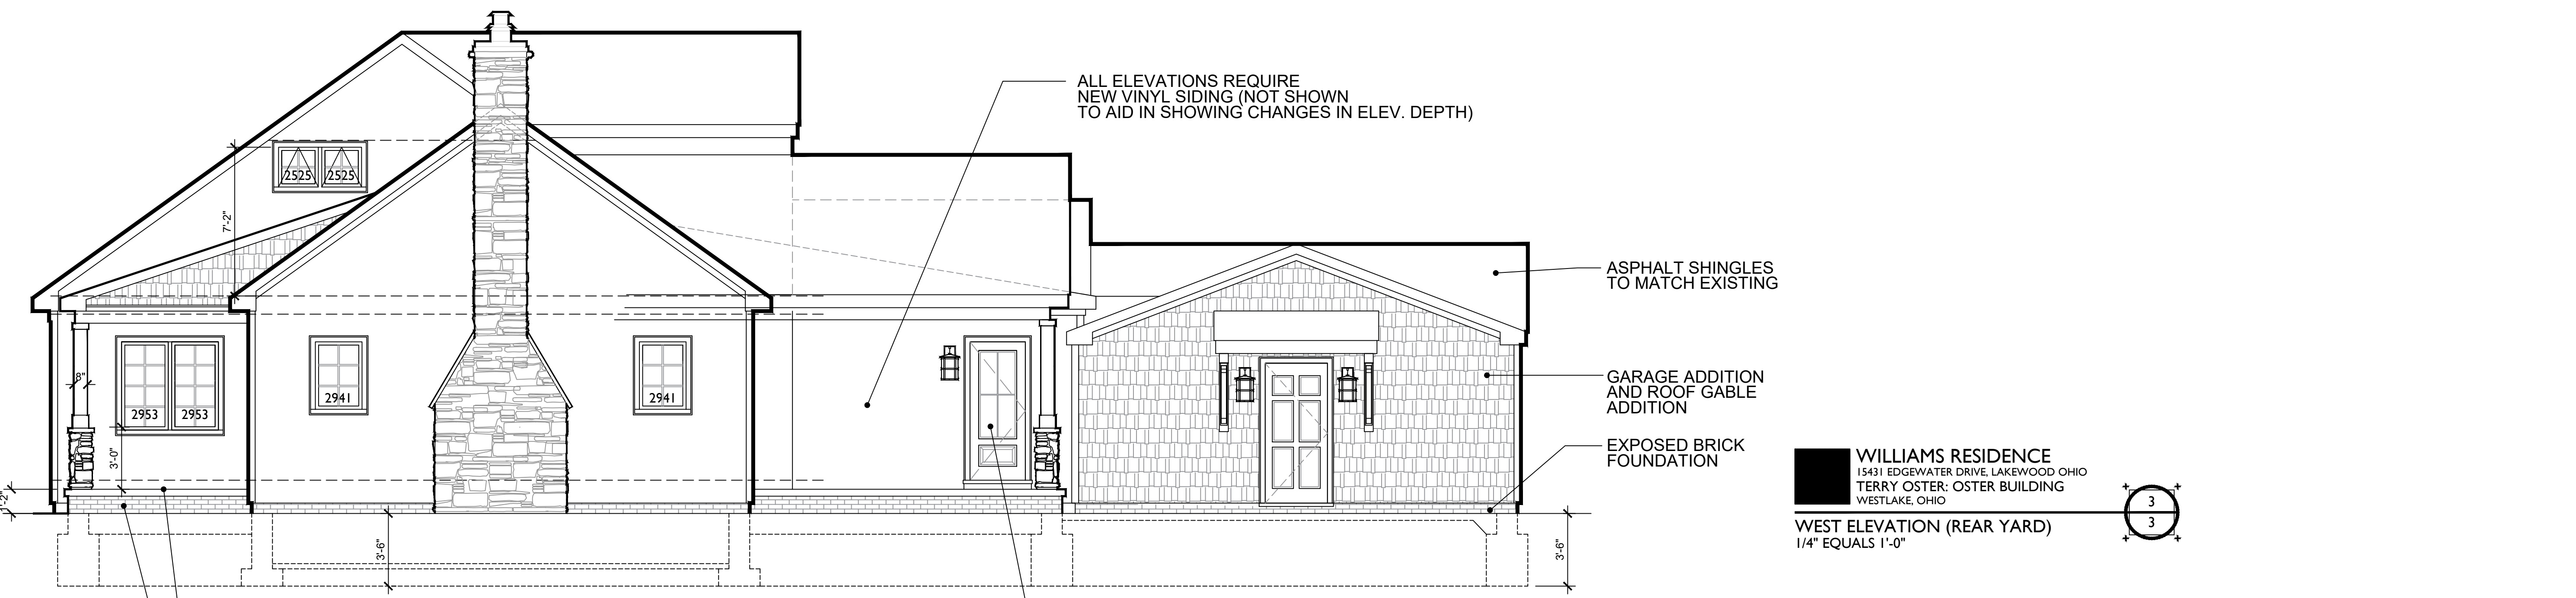 ALL ELEVATIONS REQUIRE
NEW VINYL SIDING (NOT SHOWN
TO AID IN SHOWING CHANGES IN ELEV. DEPTH)
2525 2525
7'-2"
ASPHALT SHINGLES
TO MATCH EXISTING
8"
2953 2953
2941
2941
GARAGE ADDITION
AND ROOF GABLE
ADDITION
3'-0"
EXPOSED BRICK
FOUNDATION
3'-6"
3'-6"
WILLIAMS RESIDENCE
15431 EDGEWATER DRIVE, LAKEWOOD OHIO
TERRY OSTER: OSTER BUILDING
WESTLAKE, OHIO
WEST ELEVATION (REAR YARD)
1/4" EQUALS 1'-0"
3
3